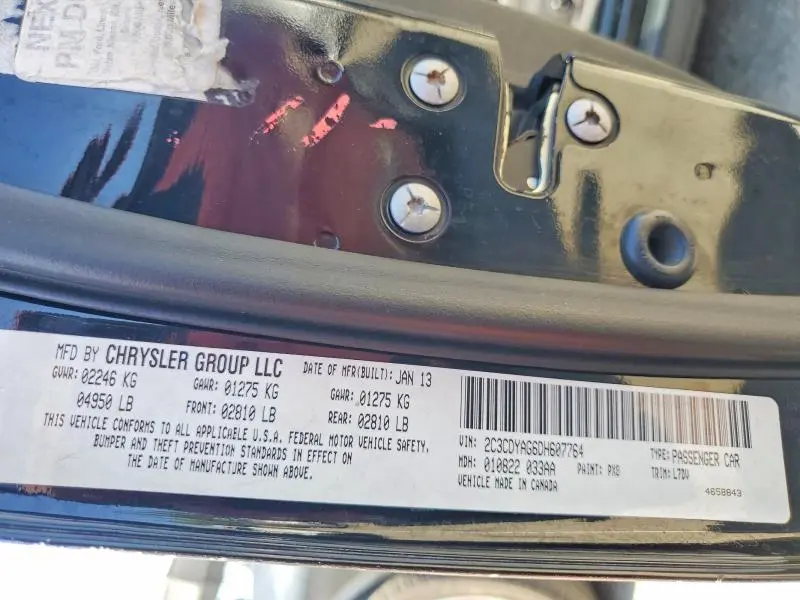 NEX
PM-D
MFD BY CHRYSLER GROUP LLC DATE OF MFR(BUILT): JAN 13
GVWR: 02246 KG GAWR: 01275 KG GAWR: 01275 KG
04950 LB FRONT: 02810 LB REAR: 02810 LB
THIS VEHICLE CONFORMS TO ALL APPLICABLE U.S.A. FEDERAL MOTOR VEHICLE SAFETY,
BUMPER AND THEFT PREVENTION STANDARDS IN EFFECT ON
THE DATE OF MANUFACTURE SHOWN ABOVE.
VIN: 2C3CDYAG6DH607764 TYPE: PASSENGER CAR
MDH: 010822 033AA PAINT: PXS TRIM: L7DV
VEHICLE MADE IN CANADA 4658843